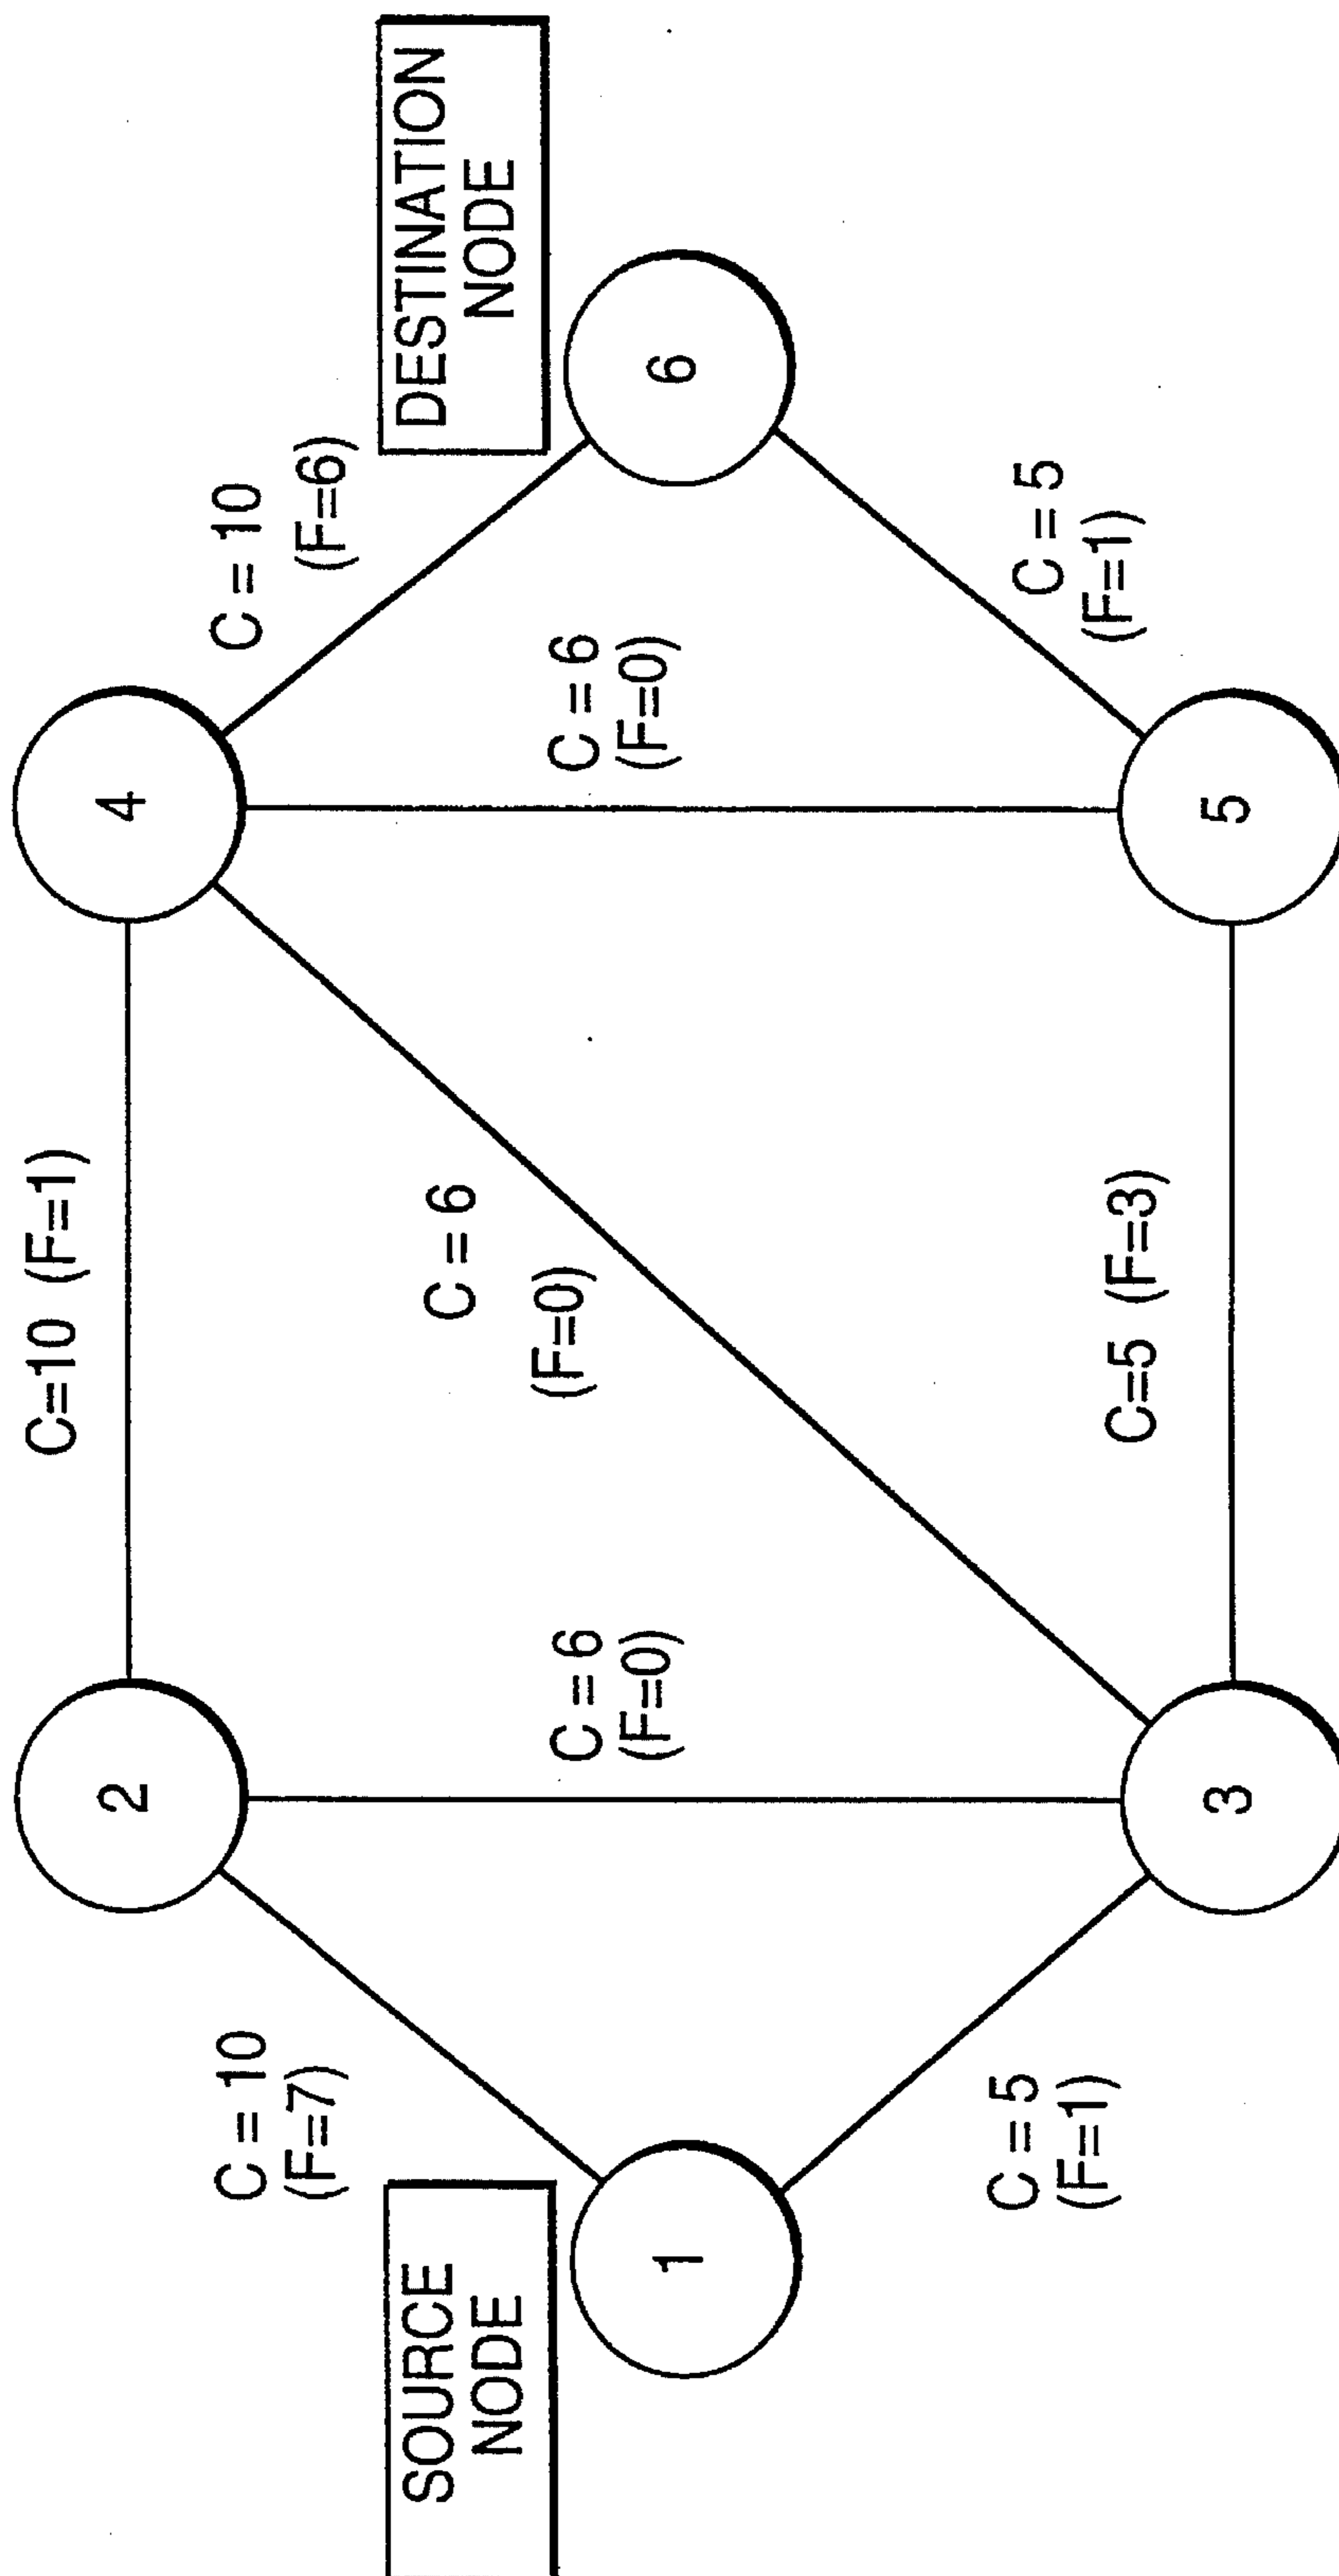 C=10 (F=1)
2
4
C = 10
(F=7)
C = 10
(F=6)
SOURCE
NODE
DESTINATION
NODE
C = 6
(F=0)
C = 6
(F=0)
C = 6
(F=0)
1
6
C = 5
(F=1)
C = 5
(F=1)
C=5 (F=3)
3
5